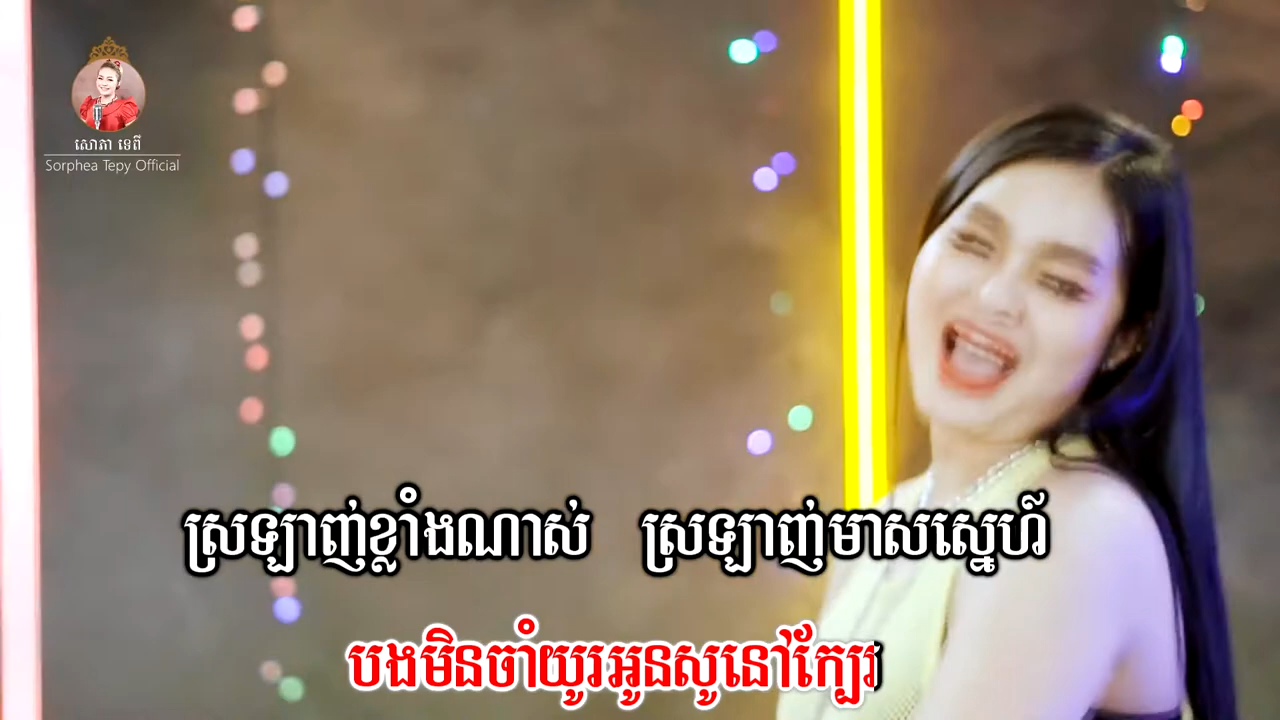 សោភា ទេពី
Sorphea Tepy Official
ស្រឡាញ់ខ្លាំងណាស់ ស្រឡាញ់មាសស្នេហ៍
បងមិនចាំយូរអូនសូនៅក្បែរ